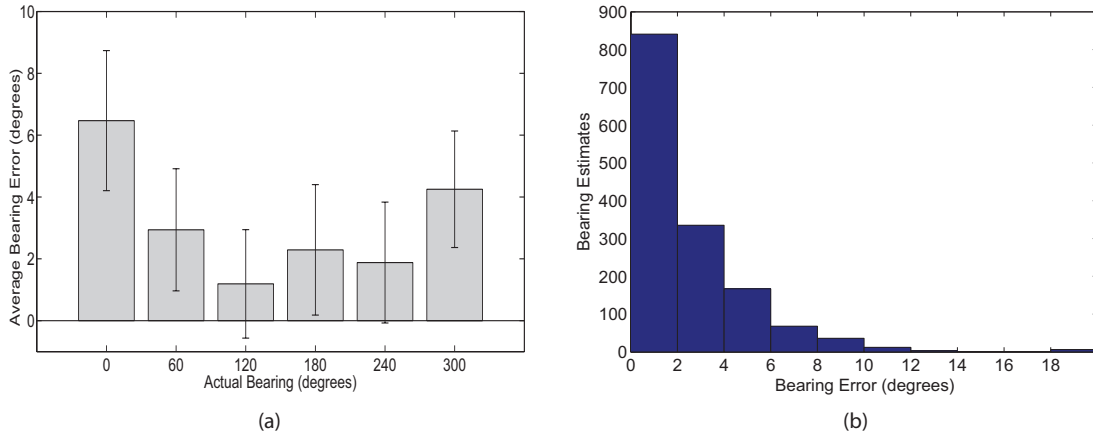 10
8
6
4
2
0
Average Bearing Error (degrees)
0 60 120 180 240 300
Actual Bearing (degrees)
(a)
900
800
700
600
500
400
300
200
100
0
Bearing Estimates
0 2 4 6 8 10 12 14 16 18
Bearing Error (degrees)
(b)